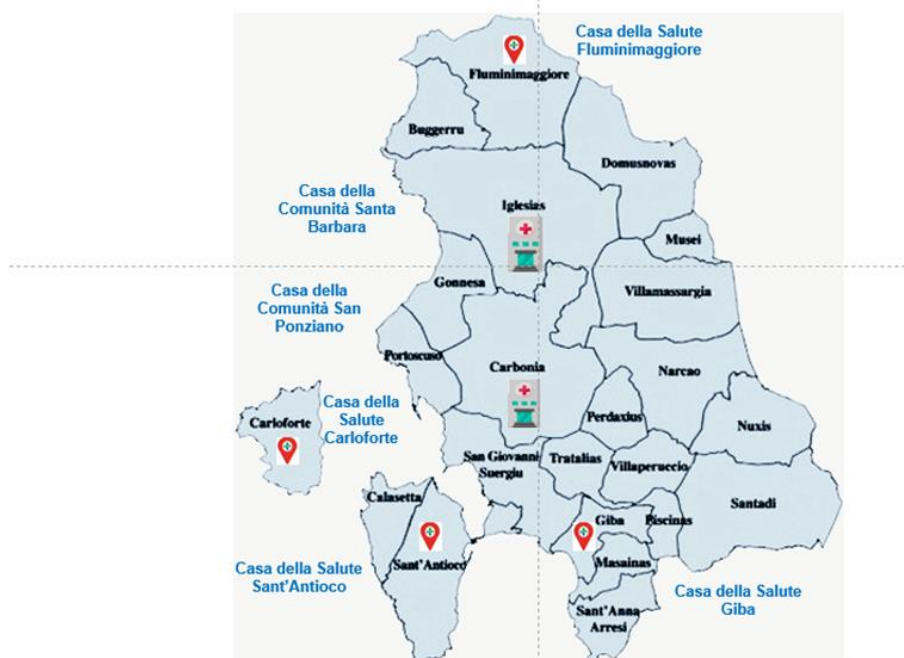 Casa della Salute
Fluminimaggiore
Fluminimaggiore
Buggerru
Domusnovas
Casa della
Comunità Santa
Barbara
Iglesias
Musei
Gonnesa
Villamassargia
Casa della
Comunità San
Ponziano
Portoscuso
Carbonia
Narcao
Casa della
Salute
Carloforte
Carloforte
Perdaxius
Nuxis
San Giovanni
Suergiu
Tratalias
Villaperuccio
Calasetta
Santadi
Giba
Piscinas
Sant'Antioco
Masainas
Casa della Salute
Sant'Antioco
Casa della Salute
Giba
Sant'Anna
Arresi